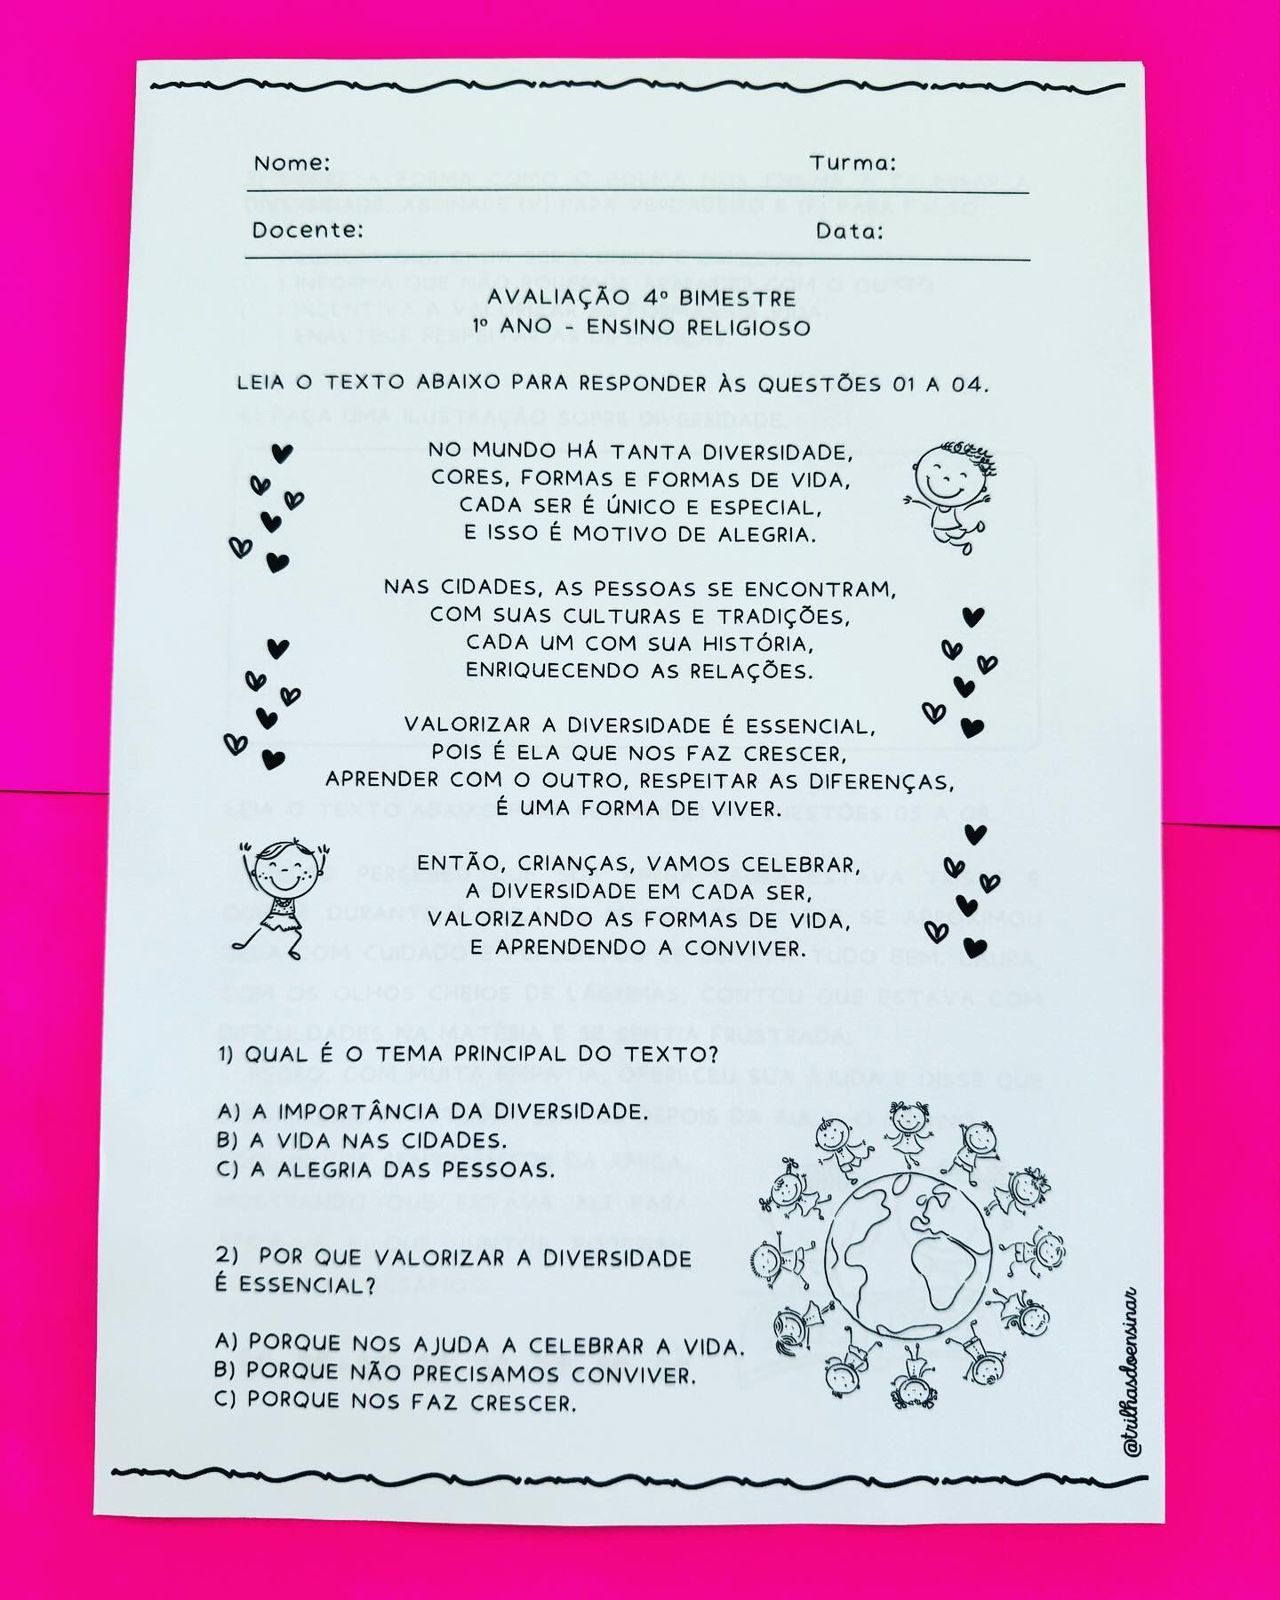 Nome: Turma:
Docente: Data:
AVALIAÇÃO 4º BIMESTRE
1º ANO - ENSINO RELIGIOSO
LEIA O TEXTO ABAIXO PARA RESPONDER ÀS QUESTÕES 01 A 04.
NO MUNDO HÁ TANTA DIVERSIDADE,
CORES, FORMAS E FORMAS DE VIDA,
CADA SER É ÚNICO E ESPECIAL,
E ISSO É MOTIVO DE ALEGRIA.
NAS CIDADES, AS PESSOAS SE ENCONTRAM,
COM SUAS CULTURAS E TRADIÇÕES,
CADA UM COM SUA HISTÓRIA,
ENRIQUECENDO AS RELAÇÕES.
VALORIZAR A DIVERSIDADE É ESSENCIAL,
POIS É ELA QUE NOS FAZ CRESCER,
APRENDER COM O OUTRO, RESPEITAR AS DIFERENÇAS,
É UMA FORMA DE VIVER.
ENTÃO, CRIANÇAS, VAMOS CELEBRAR,
A DIVERSIDADE EM CADA SER,
VALORIZANDO AS FORMAS DE VIDA,
E APRENDENDO A CONVIVER.
1) QUAL É O TEMA PRINCIPAL DO TEXTO?
A) A IMPORTÂNCIA DA DIVERSIDADE.
B) A VIDA NAS CIDADES.
C) A ALEGRIA DAS PESSOAS.
2) POR QUE VALORIZAR A DIVERSIDADE
É ESSENCIAL?
A) PORQUE NOS AJUDA A CELEBRAR A VIDA.
B) PORQUE NÃO PRECISAMOS CONVIVER.
C) PORQUE NOS FAZ CRESCER.
@trilhasdoensinar